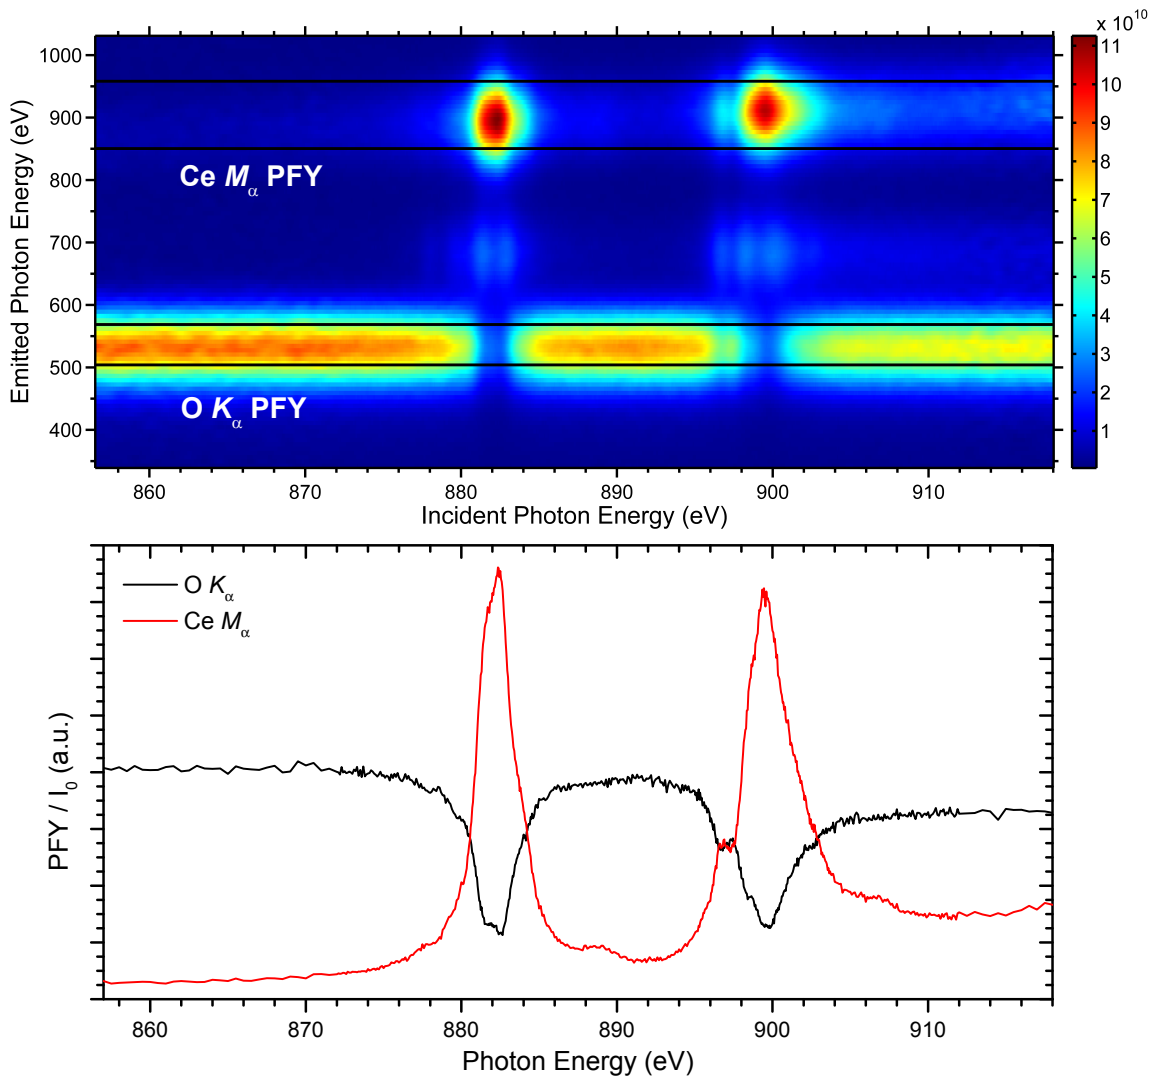 x 10¹⁰
1000
900
800
700
600
500
400
Emitted Photon Energy (eV)
Ce Mα PFY
O Kα PFY
11
10
9
8
7
6
5
4
3
2
1
860 870 880 890 900 910
Incident Photon Energy (eV)
O Kα
Ce Mα
PFY / I₀ (a.u.)
860 870 880 890 900 910
Photon Energy (eV)